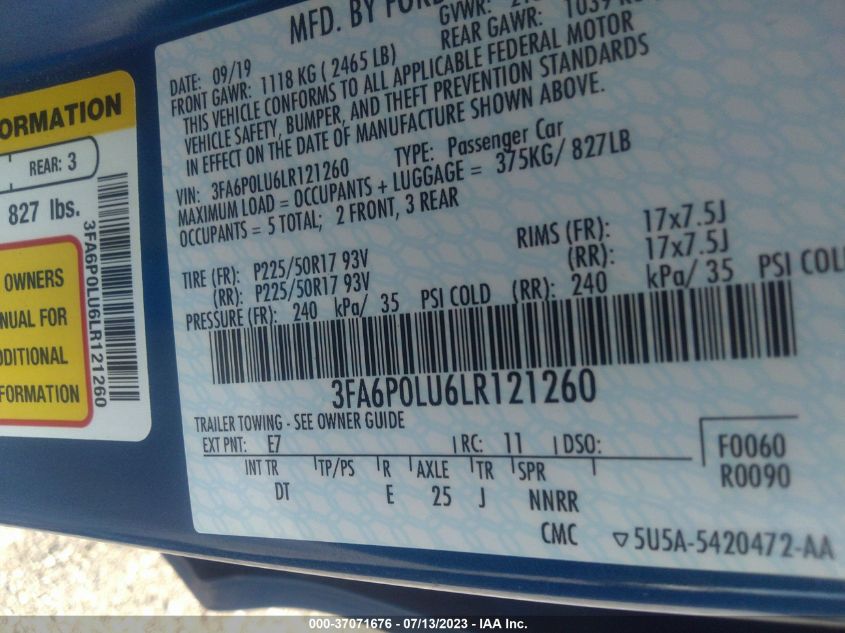 MFD. BY FORD
GVWR:
DATE: 09/19
FRONT GAWR: 1118 KG ( 2465 LB) REAR GAWR: 1039
THIS VEHICLE CONFORMS TO ALL APPLICABLE FEDERAL MOTOR
VEHICLE SAFETY, BUMPER, AND THEFT PREVENTION STANDARDS
IN EFFECT ON THE DATE OF MANUFACTURE SHOWN ABOVE.
VIN: 3FA6P0LU6LR121260 TYPE: Passenger Car
MAXIMUM LOAD = OCCUPANTS + LUGGAGE = 375KG/ 827LB
OCCUPANTS = 5 TOTAL; 2 FRONT, 3 REAR
TIRE (FR): P225/50R17 93V RIMS (FR): 17x7.5J
(RR): P225/50R17 93V (RR): 17x7.5J
PRESSURE (FR): 240 kPa/ 35 PSI COLD (RR): 240 kPa/ 35 PSI COL
3FA6P0LU6LR121260
TRAILER TOWING - SEE OWNER GUIDE
EXT PNT: E7 RC: 11 DSO: F0060
INT TR TP/PS R AXLE TR SPR R0090
DT E 25 J NNRR
CMC ▽5U5A-5420472-AA
ORMATION
REAR: 3
827 lbs.
OWNERS
NUAL FOR
DDITIONAL
FORMATION
3FA6P0LU6LR121260
000-37071676 / 07/13/2023 - IAA Inc.